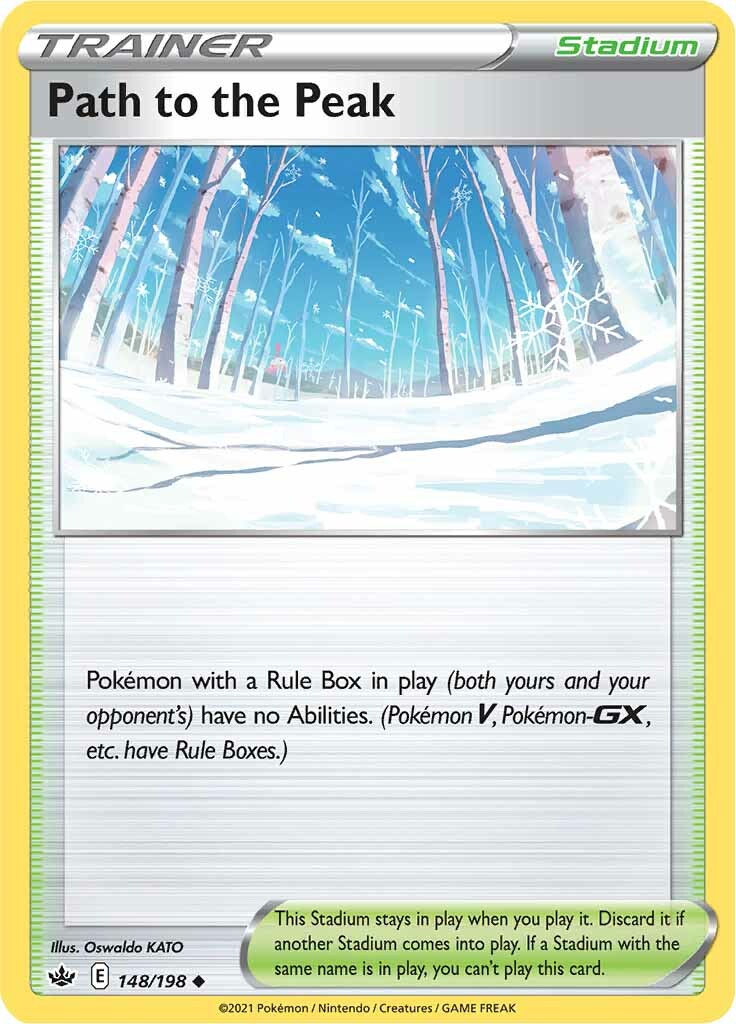 TRAINER
Stadium
Path to the Peak
Pokémon with a Rule Box in play (both yours and your
opponent's) have no Abilities. (Pokémon V, Pokémon-GX,
etc. have Rule Boxes.)
This Stadium stays in play when you play it. Discard it if
another Stadium comes into play. If a Stadium with the
same name is in play, you can't play this card.
Illus. Oswaldo KATO
E 148/198
©2021 Pokémon / Nintendo / Creatures / GAME FREAK